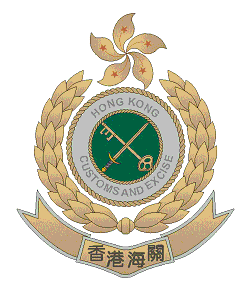 HONG KONG
CUSTOMS AND EXCISE
香港海關